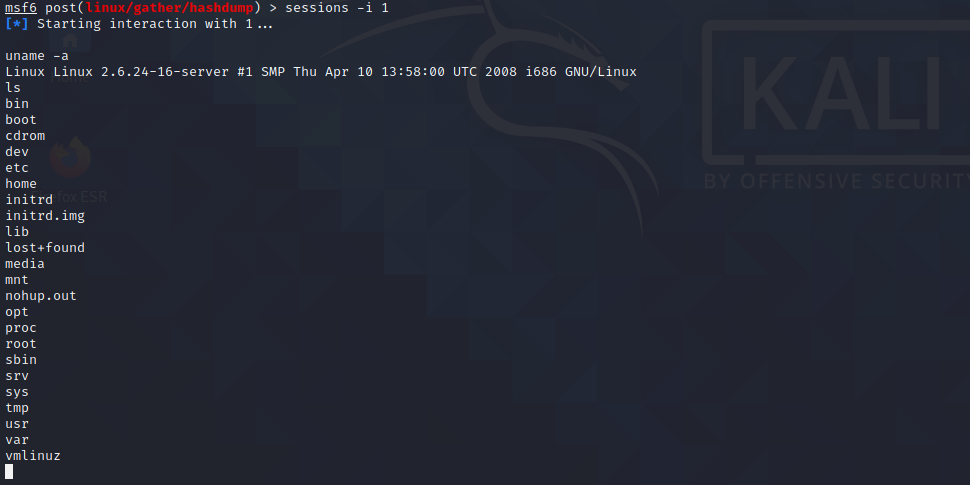 msf6 post(linux/gather/hashdump) > sessions -i 1
[*] Starting interaction with 1...
uname -a
Linux Linux 2.6.24-16-server #1 SMP Thu Apr 10 13:58:00 UTC 2008 i686 GNU/Linux
ls
bin
boot
cdrom
dev
etc
home
initrd
initrd.img
lib
lost+found
media
mnt
nohup.out
opt
proc
root
sbin
srv
sys
tmp
usr
var
vmlinuz
KALI
BY OFFENSIVE SECURITY
fox ESR